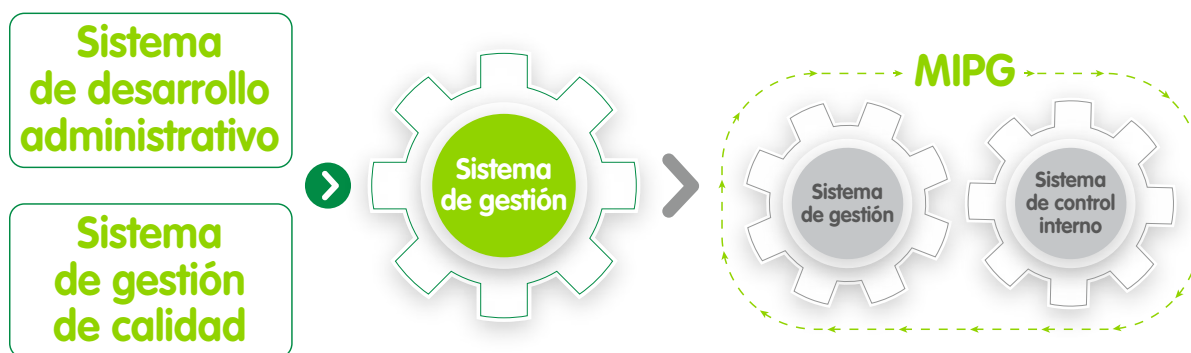 Sistema
de desarrollo
administrativo
Sistema
de gestión
de calidad
Sistema
de gestión
MIPG
Sistema
de gestión
Sistema
de control
interno